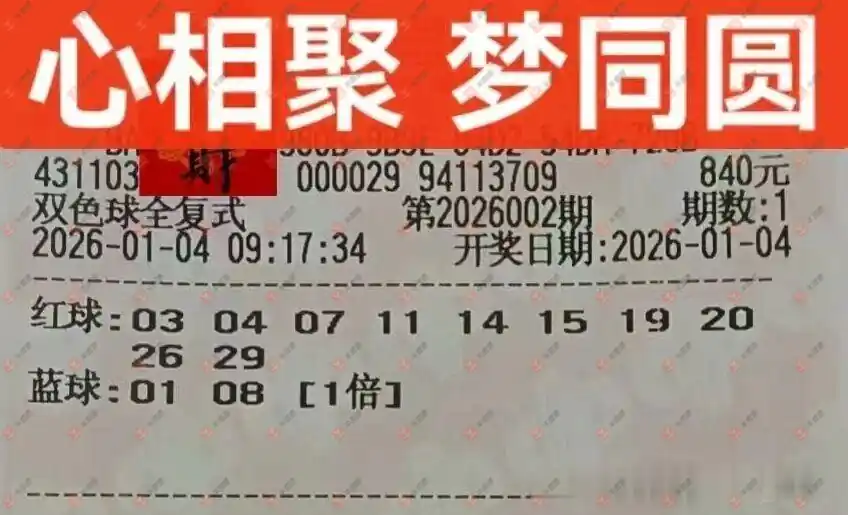 心相聚 梦同圆
431103 财 000029 94113709 840元
双色球全复式 第2026002期 期数:1
2026-01-04 09:17:34 开奖日期:2026-01-04
红球:03 04 07 11 14 15 19 20
26 29
蓝球:01 08 [1倍]